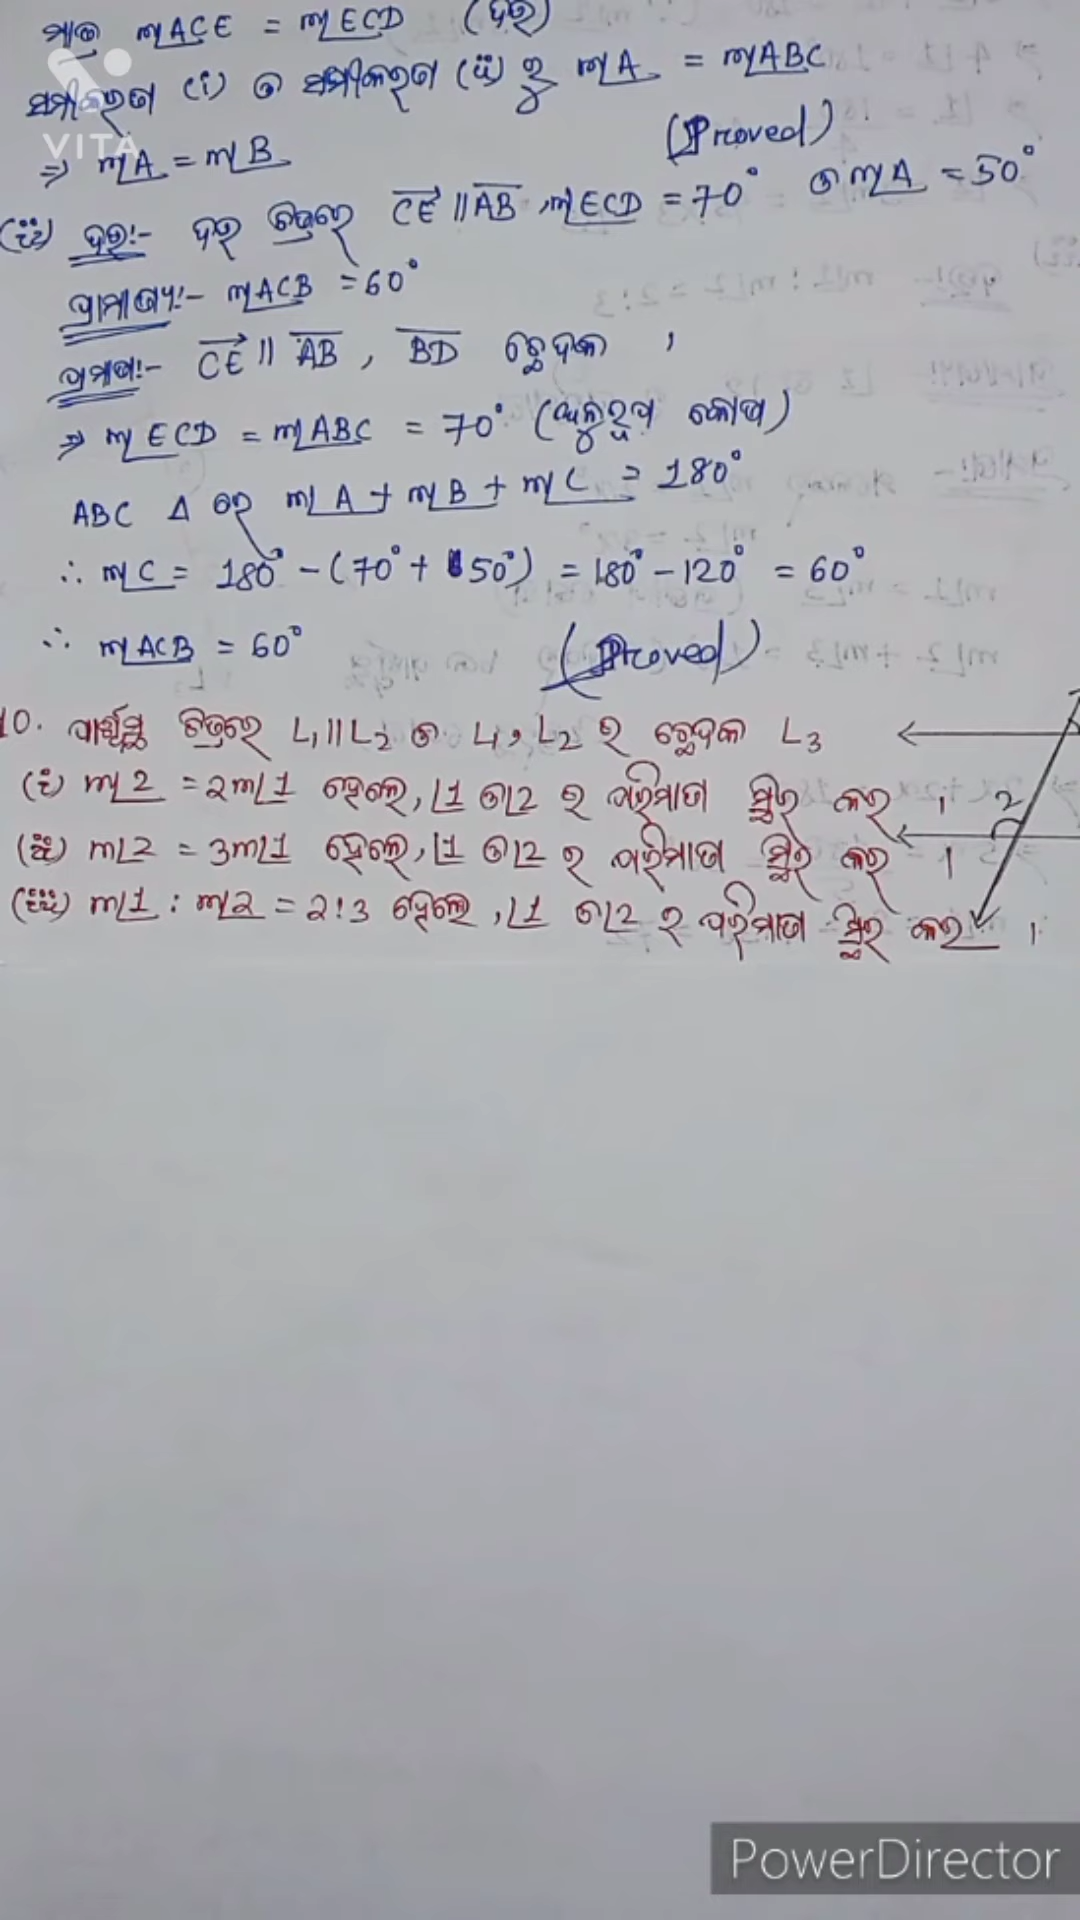 ମାତ୍ର m∠ACE = m∠ECD (ଦତ୍ତ)
ସମୀକରଣ (i) ଓ ସମୀକରଣ (ii) ରୁ m∠A = m∠ABC
⇒ m∠A = m∠B (Proved)
(ii) ଦତ୍ତ:- ଦତ୍ତ ଚିତ୍ରରେ CE || AB, m∠ECD = 70° ଓ m∠A = 50°
ପ୍ରାମାଣ୍ୟ:- m∠ACB = 60°
ପ୍ରମାଣ:- CE || AB, BD ଛେଦକ ।
⇒ m∠ECD = m∠ABC = 70° (ଅନୁରୂପ କୋଣ)
ABC Δ ରେ m∠A + m∠B + m∠C = 180°
∴ m∠C = 180° - (70° + 50°) = 180° - 120° = 60°
∴ m∠ACB = 60° (Proved)
10. ପାର୍ଶ୍ୱସ୍ଥ ଚିତ୍ରରେ L₁ || L₂ ଓ L₁, L₂ ର ଛେଦକ L₃
(i) m∠2 = 2m∠1 ହେଲେ, ∠1 ଓ ∠2 ର ପରିମାଣ ସ୍ଥିର କର ।
2
(ii) m∠2 = 3m∠1 ହେଲେ, ∠1 ଓ ∠2 ର ପରିମାଣ ସ୍ଥିର କର ।
(iii) m∠1 : m∠2 = 2:3 ହେଲେ, ∠1 ଓ ∠2 ର ପରିମାଣ ସ୍ଥିର କର ।
VITA
PowerDirector